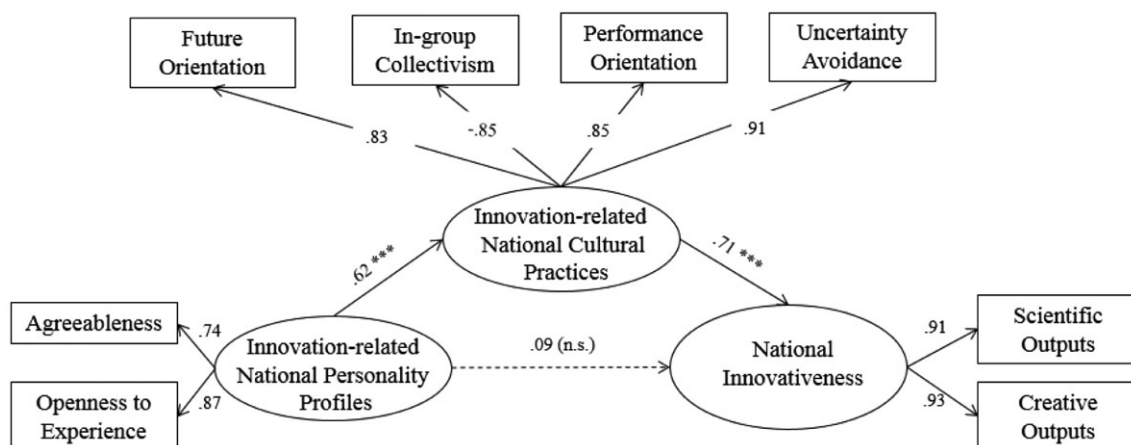 Future
Orientation
In-group
Collectivism
Performance
Orientation
Uncertainty
Avoidance
.83
-.85
.85
.91
Innovation-related
National Cultural
Practices
.62 ***
.71 ***
Agreeableness
.74
Openness to
Experience
.87
Innovation-related
National Personality
Profiles
.09 (n.s.)
National
Innovativeness
.91
Scientific
Outputs
.93
Creative
Outputs